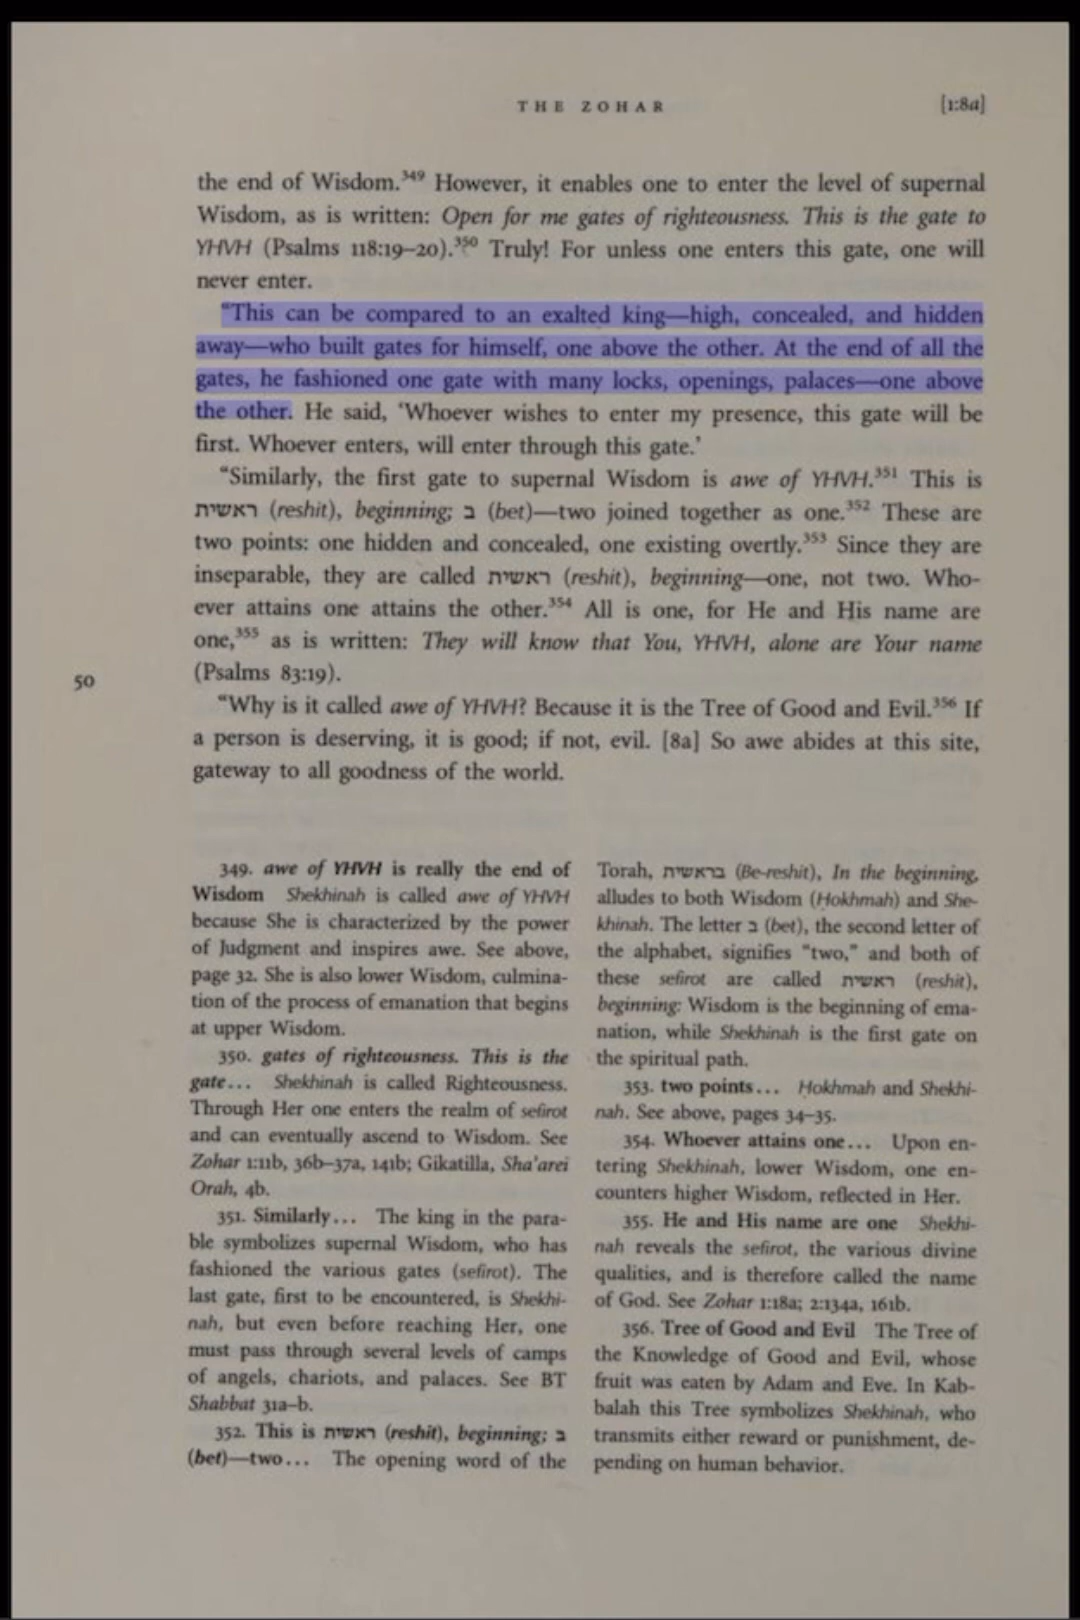 THE ZOHAR [1:8a]
the end of Wisdom.³⁴⁹ However, it enables one to enter the level of supernal
Wisdom, as is written: Open for me gates of righteousness. This is the gate to
YHVH (Psalms 118:19–20).³⁵⁰ Truly! For unless one enters this gate, one will
never enter.
“This can be compared to an exalted king—high, concealed, and hidden
away—who built gates for himself, one above the other. At the end of all the
gates, he fashioned one gate with many locks, openings, palaces—one above
the other. He said, ‘Whoever wishes to enter my presence, this gate will be
first. Whoever enters, will enter through this gate.’
“Similarly, the first gate to supernal Wisdom is awe of YHVH.³⁵¹ This is
ראשית (reshit), beginning; ב (bet)—two joined together as one.³⁵² These are
two points: one hidden and concealed, one existing overtly.³⁵³ Since they are
inseparable, they are called ראשית (reshit), beginning—one, not two. Who-
ever attains one attains the other.³⁵⁴ All is one, for He and His name are
one,³⁵⁵ as is written: They will know that You, YHVH, alone are Your name
(Psalms 83:19).
50
“Why is it called awe of YHVH? Because it is the Tree of Good and Evil.³⁵⁶ If
a person is deserving, it is good; if not, evil. [8a] So awe abides at this site,
gateway to all goodness of the world.
349. awe of YHVH is really the end of
Wisdom Shekhinah is called awe of YHVH
because She is characterized by the power
of Judgment and inspires awe. See above,
page 32. She is also lower Wisdom, culmina-
tion of the process of emanation that begins
at upper Wisdom.
350. gates of righteousness. This is the
gate... Shekhinah is called Righteousness.
Through Her one enters the realm of sefirot
and can eventually ascend to Wisdom. See
Zohar 1:11b, 36b–37a, 141b; Gikatilla, Sha'arei
Orah, 4b.
351. Similarly... The king in the para-
ble symbolizes supernal Wisdom, who has
fashioned the various gates (sefirot). The
last gate, first to be encountered, is Shekhi-
nah, but even before reaching Her, one
must pass through several levels of camps
of angels, chariots, and palaces. See BT
Shabbat 31a–b.
352. This is ראשית (reshit), beginning; ב
(bet)—two... The opening word of the
Torah, בראשית (Be-reshit), In the beginning,
alludes to both Wisdom (Ḥokhmah) and She-
khinah. The letter ב (bet), the second letter of
the alphabet, signifies “two,” and both of
these sefirot are called ראשית (reshit),
beginning: Wisdom is the beginning of ema-
nation, while Shekhinah is the first gate on
the spiritual path.
353. two points... Ḥokhmah and Shekhi-
nah. See above, pages 34–35.
354. Whoever attains one... Upon en-
tering Shekhinah, lower Wisdom, one en-
counters higher Wisdom, reflected in Her.
355. He and His name are one Shekhi-
nah reveals the sefirot, the various divine
qualities, and is therefore called the name
of God. See Zohar 1:18a; 2:134a, 161b.
356. Tree of Good and Evil The Tree of
the Knowledge of Good and Evil, whose
fruit was eaten by Adam and Eve. In Kab-
balah this Tree symbolizes Shekhinah, who
transmits either reward or punishment, de-
pending on human behavior.